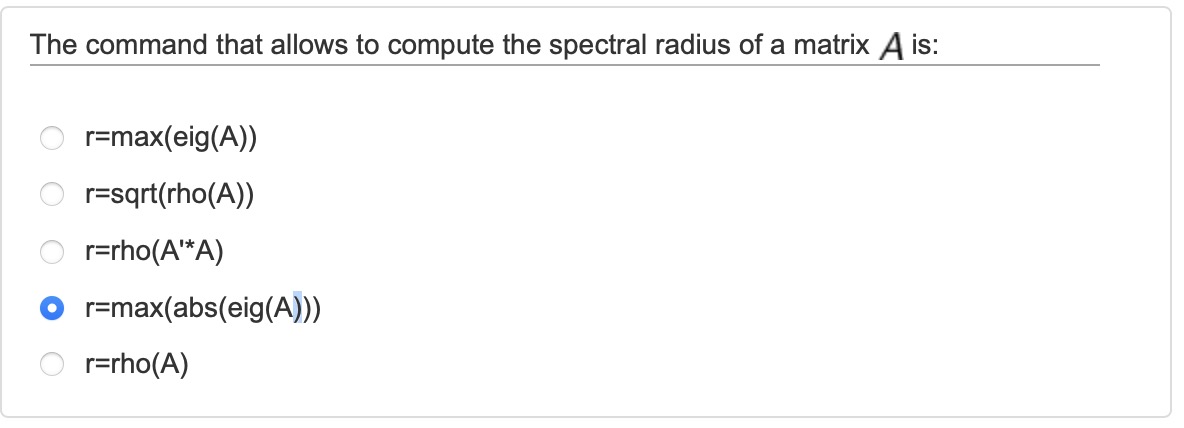 The command that allows to compute the spectral radius of a matrix A is:
r=max(eig(A))
r=sqrt(rho(A))
r=rho(A'*A)
r=max(abs(eig(A)))
r=rho(A)